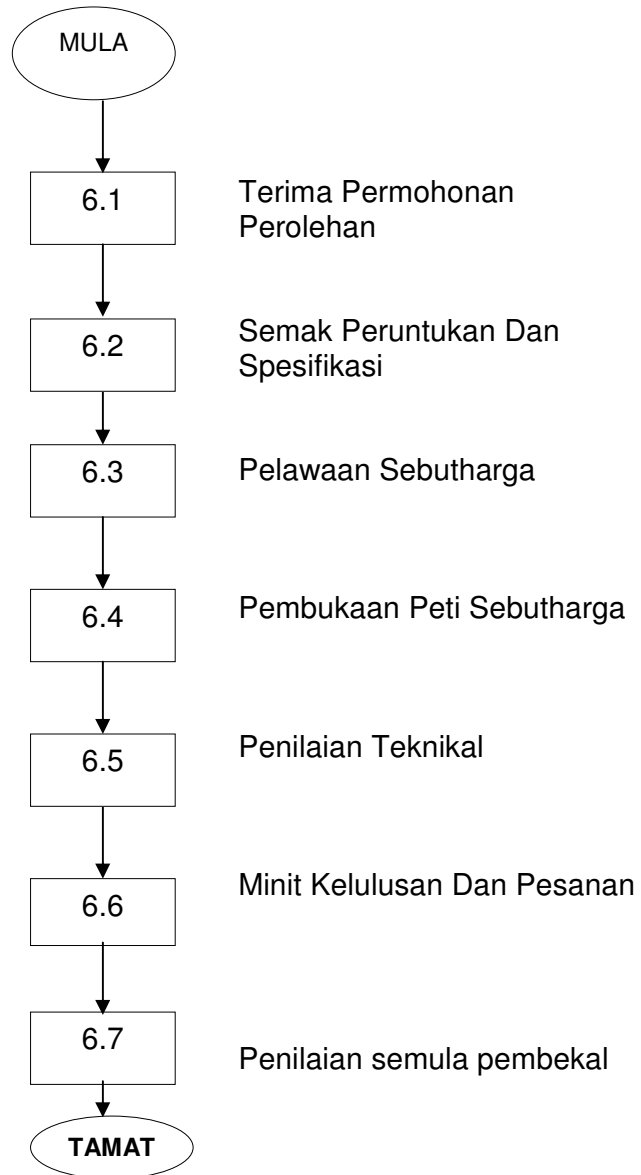 MULA
6.1
Terima Permohonan
Perolehan
6.2
Semak Peruntukan Dan
Spesifikasi
6.3
Pelawaan Sebutharga
6.4
Pembukaan Peti Sebutharga
6.5
Penilaian Teknikal
6.6
Minit Kelulusan Dan Pesanan
6.7
Penilaian semula pembekal
TAMAT